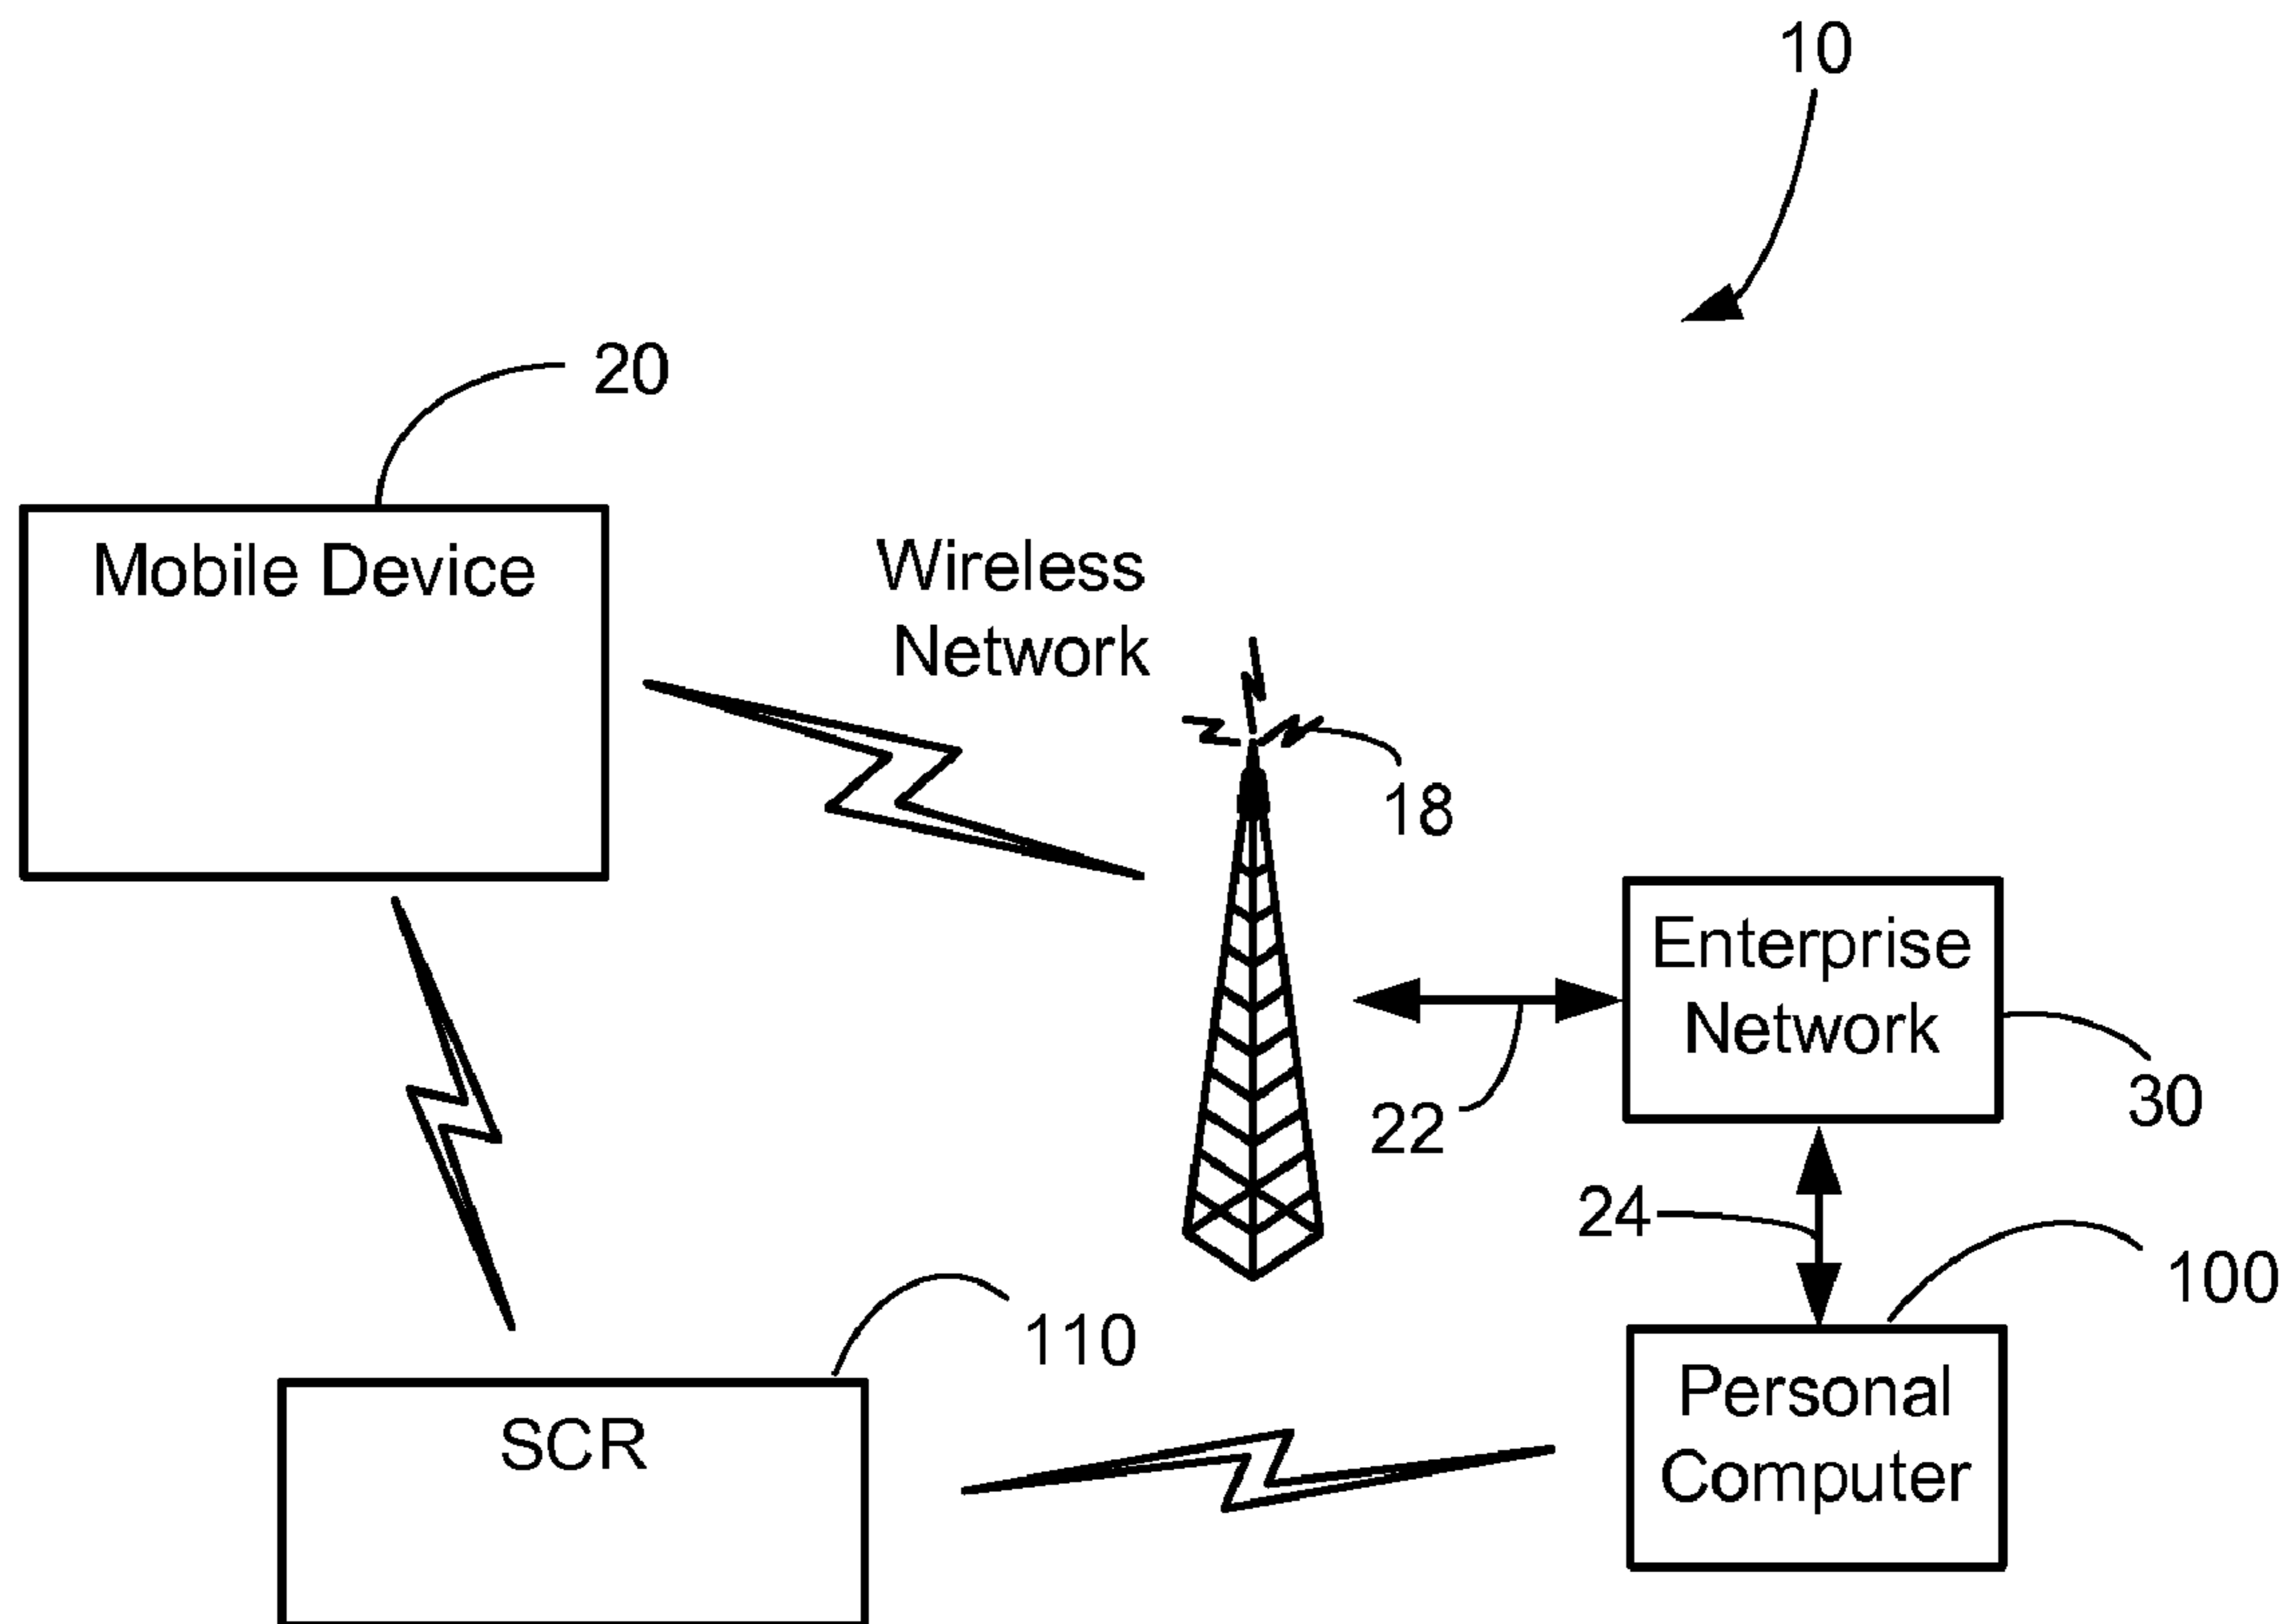 10
20
Mobile Device
Wireless
Network
18
Enterprise
Network
22
30
24
100
110
Personal
Computer
SCR